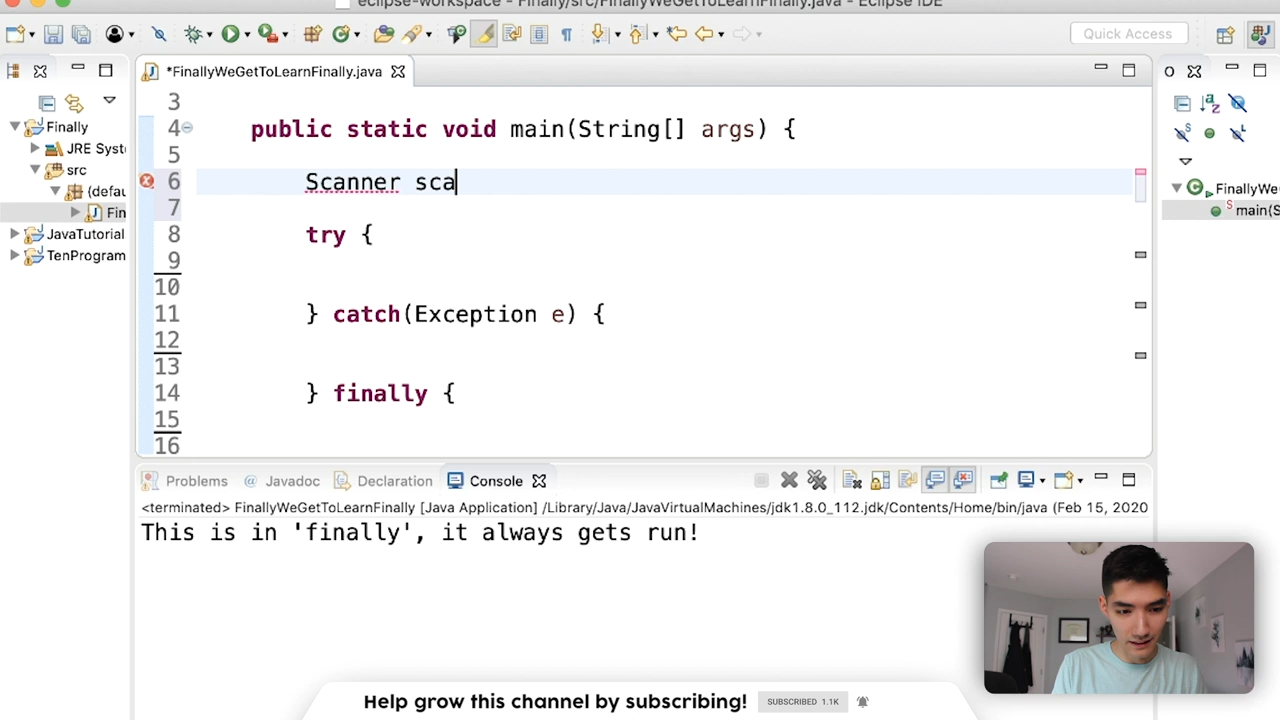 eclipse-workspace - Finally/src/FinallyWeGetToLearnFinally.java - Eclipse IDE
Quick Access
*FinallyWeGetToLearnFinally.java
O
Finally
JRE Syst
src
(defau
Fin
JavaTutorial
TenProgram
3
4 public static void main(String[] args) {
5
6 Scanner sca
7
8 try {
9
10
11 } catch(Exception e) {
12
13
14 } finally {
15
16
FinallyWe
main(S
Problems @ Javadoc Declaration Console
<terminated> FinallyWeGetToLearnFinally [Java Application] /Library/Java/JavaVirtualMachines/jdk1.8.0_112.jdk/Contents/Home/bin/java (Feb 15, 2020
This is in 'finally', it always gets run!
Help grow this channel by subscribing! SUBSCRIBED 1.1K